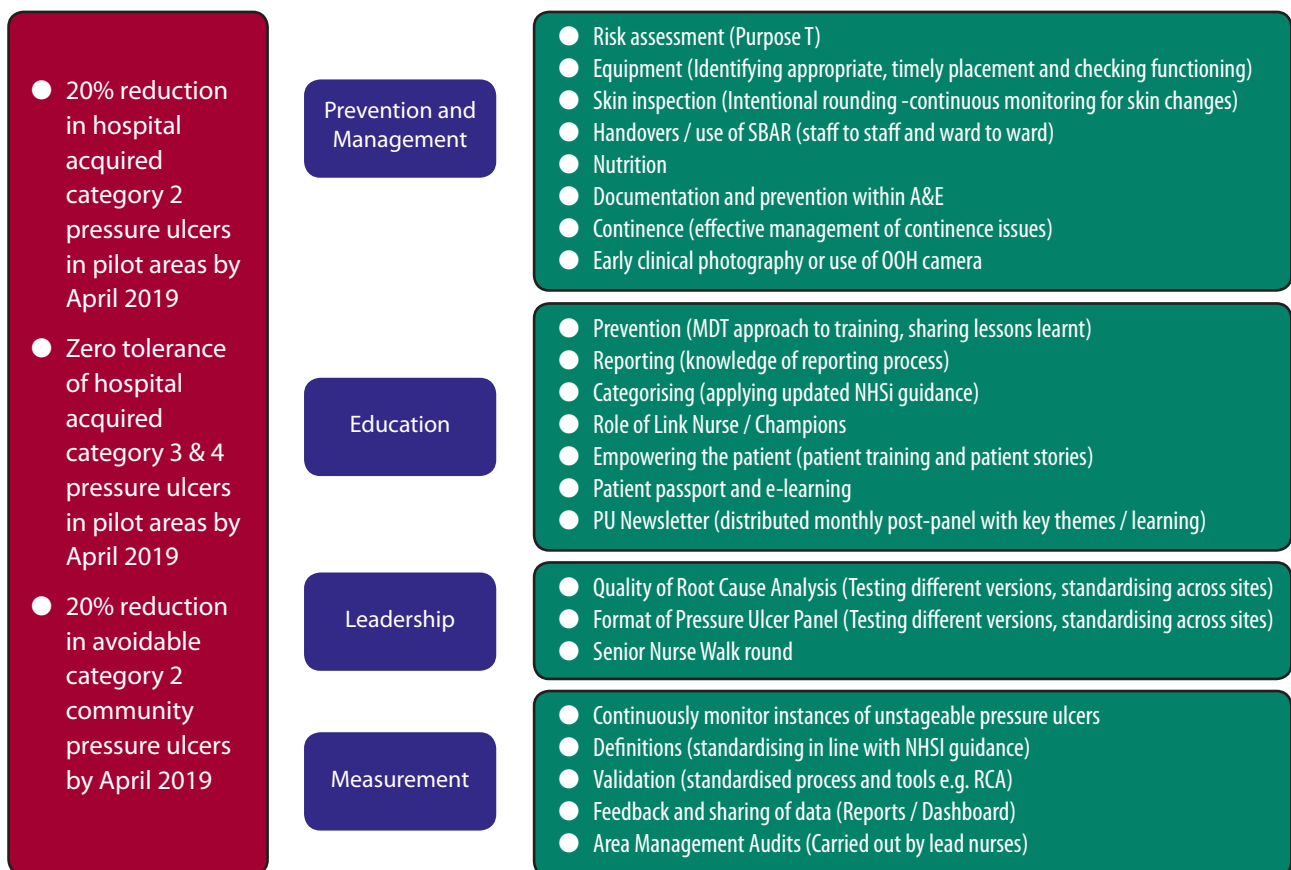 20% reduction
in hospital
acquired
category 2
pressure ulcers
in pilot areas by
April 2019
Zero tolerance
of hospital
acquired
category 3 & 4
pressure ulcers
in pilot areas by
April 2019
20% reduction
in avoidable
category 2
community
pressure ulcers
by April 2019
Prevention and
Management
Risk assessment (Purpose T)
Equipment (Identifying appropriate, timely placement and checking functioning)
Skin inspection (Intentional rounding -continuous monitoring for skin changes)
Handovers / use of SBAR (staff to staff and ward to ward)
Nutrition
Documentation and prevention within A&E
Continence (effective management of continence issues)
Early clinical photography or use of OOH camera
Education
Prevention (MDT approach to training, sharing lessons learnt)
Reporting (knowledge of reporting process)
Categorising (applying updated NHSi guidance)
Role of Link Nurse / Champions
Empowering the patient (patient training and patient stories)
Patient passport and e-learning
PU Newsletter (distributed monthly post-panel with key themes / learning)
Leadership
Quality of Root Cause Analysis (Testing different versions, standardising across sites)
Format of Pressure Ulcer Panel (Testing different versions, standardising across sites)
Senior Nurse Walk round
Measurement
Continuously monitor instances of unstageable pressure ulcers
Definitions (standardising in line with NHSI guidance)
Validation (standardised process and tools e.g. RCA)
Feedback and sharing of data (Reports / Dashboard)
Area Management Audits (Carried out by lead nurses)